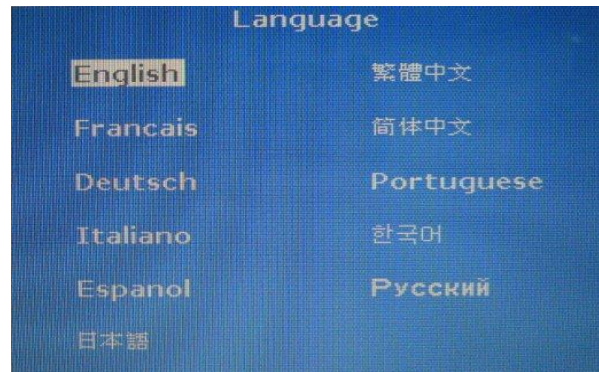 Language
English
繁體中文
Francais
简体中文
Deutsch
Portuguese
Italiano
한국어
Espanol
Русский
日本語